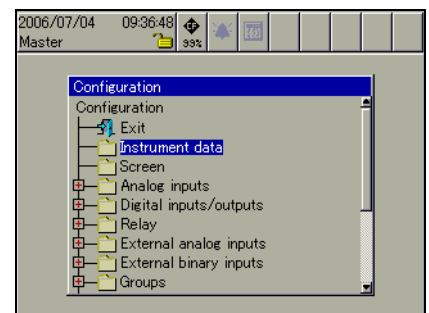 2006/07/04 09:36:48
Master
99%
Configuration
Configuration
Exit
Instrument data
Screen
Analog inputs
Digital inputs/outputs
Relay
External analog inputs
External binary inputs
Groups